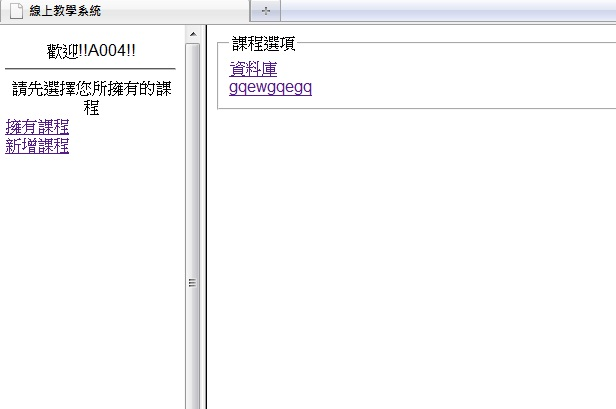 線上教學系統
歡迎!!A004!!
請先選擇您所擁有的課
程
擁有課程
新增課程
課程選項
資料庫
gqewgqegq